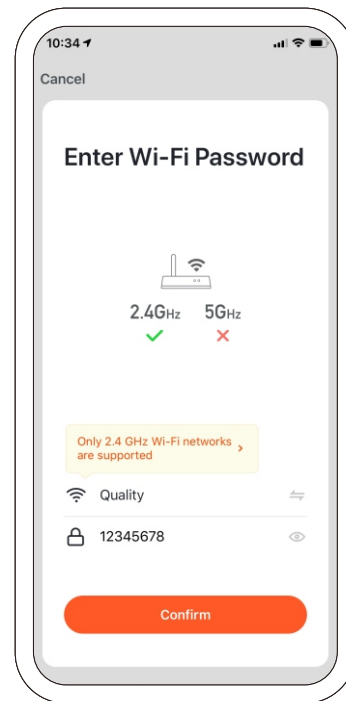 10:34
Cancel
Enter Wi-Fi Password
2.4GHz 5GHz
Only 2.4 GHz Wi-Fi networks
are supported
Quality
12345678
Confirm